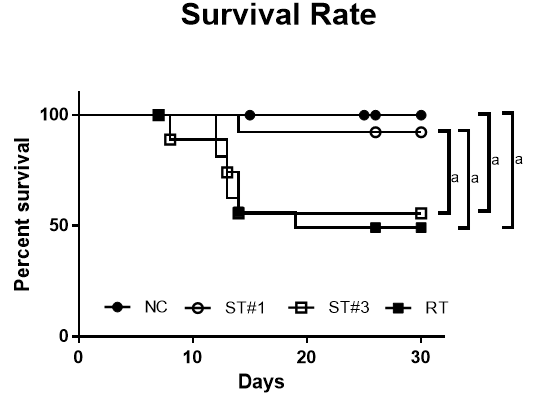 Survival Rate
100
50
0
Percent survival
NC ST#1 ST#3 RT
a a a a
0 10 20 30
Days